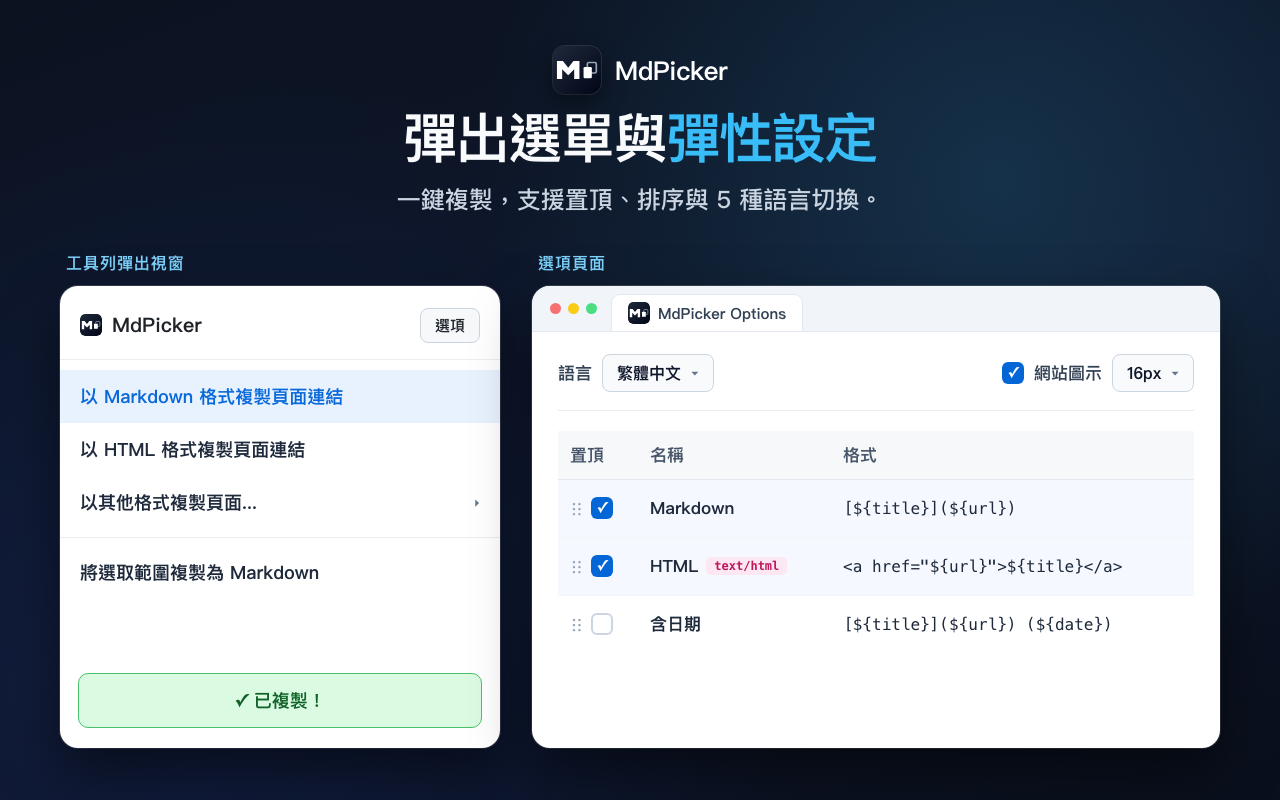 MdPicker
彈出選單與彈性設定
一鍵複製，支援置頂、排序與 5 種語言切換。
工具列彈出視窗
MdPicker
選項
以 Markdown 格式複製頁面連結
以 HTML 格式複製頁面連結
以其他格式複製頁面...
將選取範圍複製為 Markdown
✓ 已複製！
選項頁面
MdPicker Options
語言 繁體中文
網站圖示 16px
置頂 名稱 格式
Markdown [${title}](${url})
HTML text/html <a href="${url}">${title}</a>
含日期 [${title}](${url}) (${date})